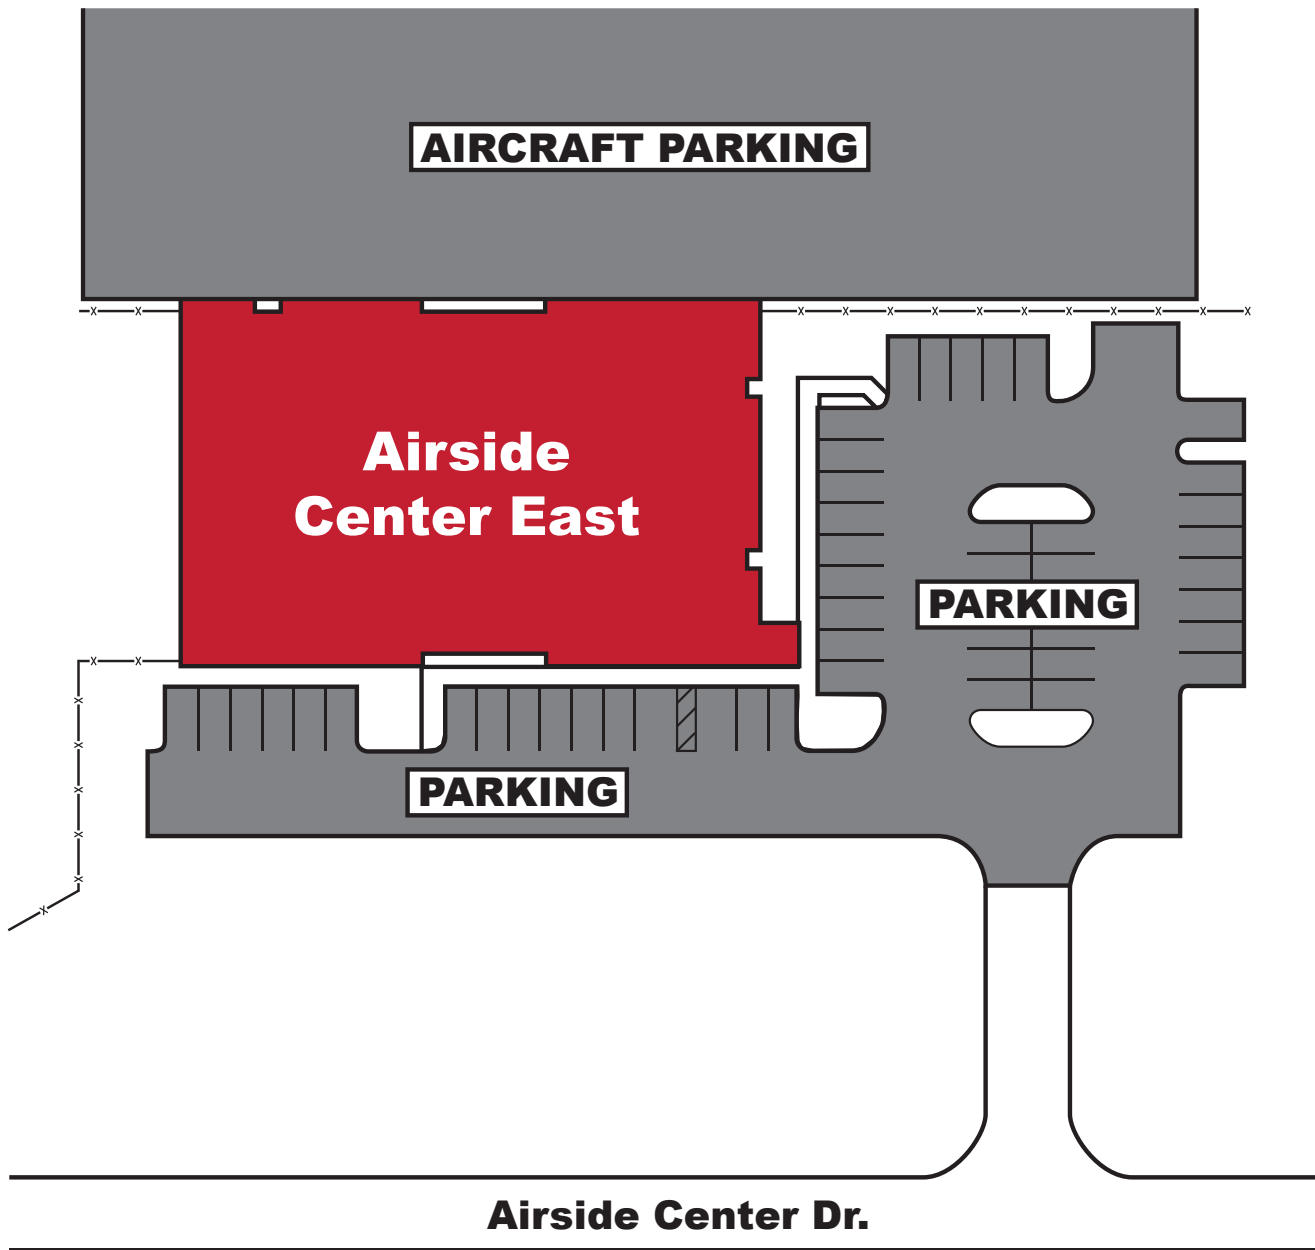 AIRCRAFT PARKING
Airside
Center East
PARKING
PARKING
Airside Center Dr.